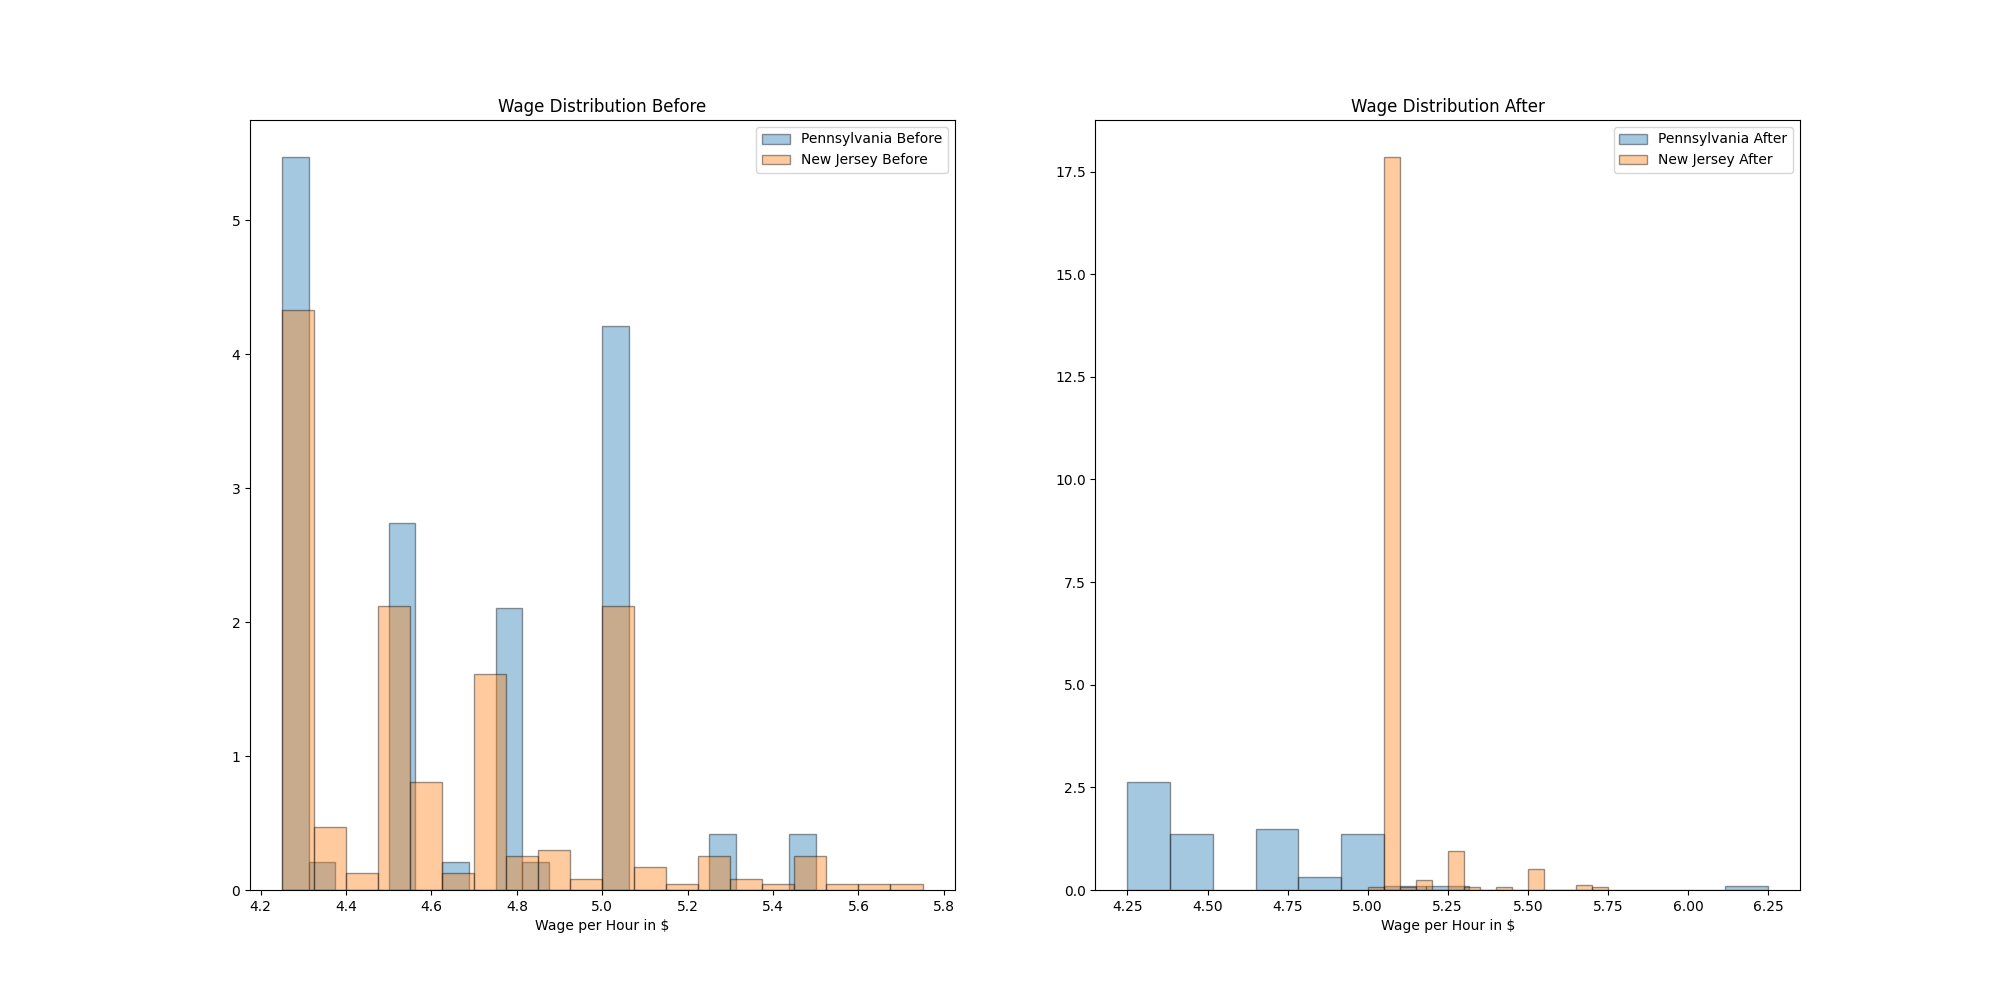 Wage Distribution Before
Pennsylvania Before
New Jersey Before
5
4
3
2
1
0
4.2 4.4 4.6 4.8 5.0 5.2 5.4 5.6 5.8
Wage per Hour in $
Wage Distribution After
Pennsylvania After
New Jersey After
17.5
15.0
12.5
10.0
7.5
5.0
2.5
0.0
4.25 4.50 4.75 5.00 5.25 5.50 5.75 6.00 6.25
Wage per Hour in $